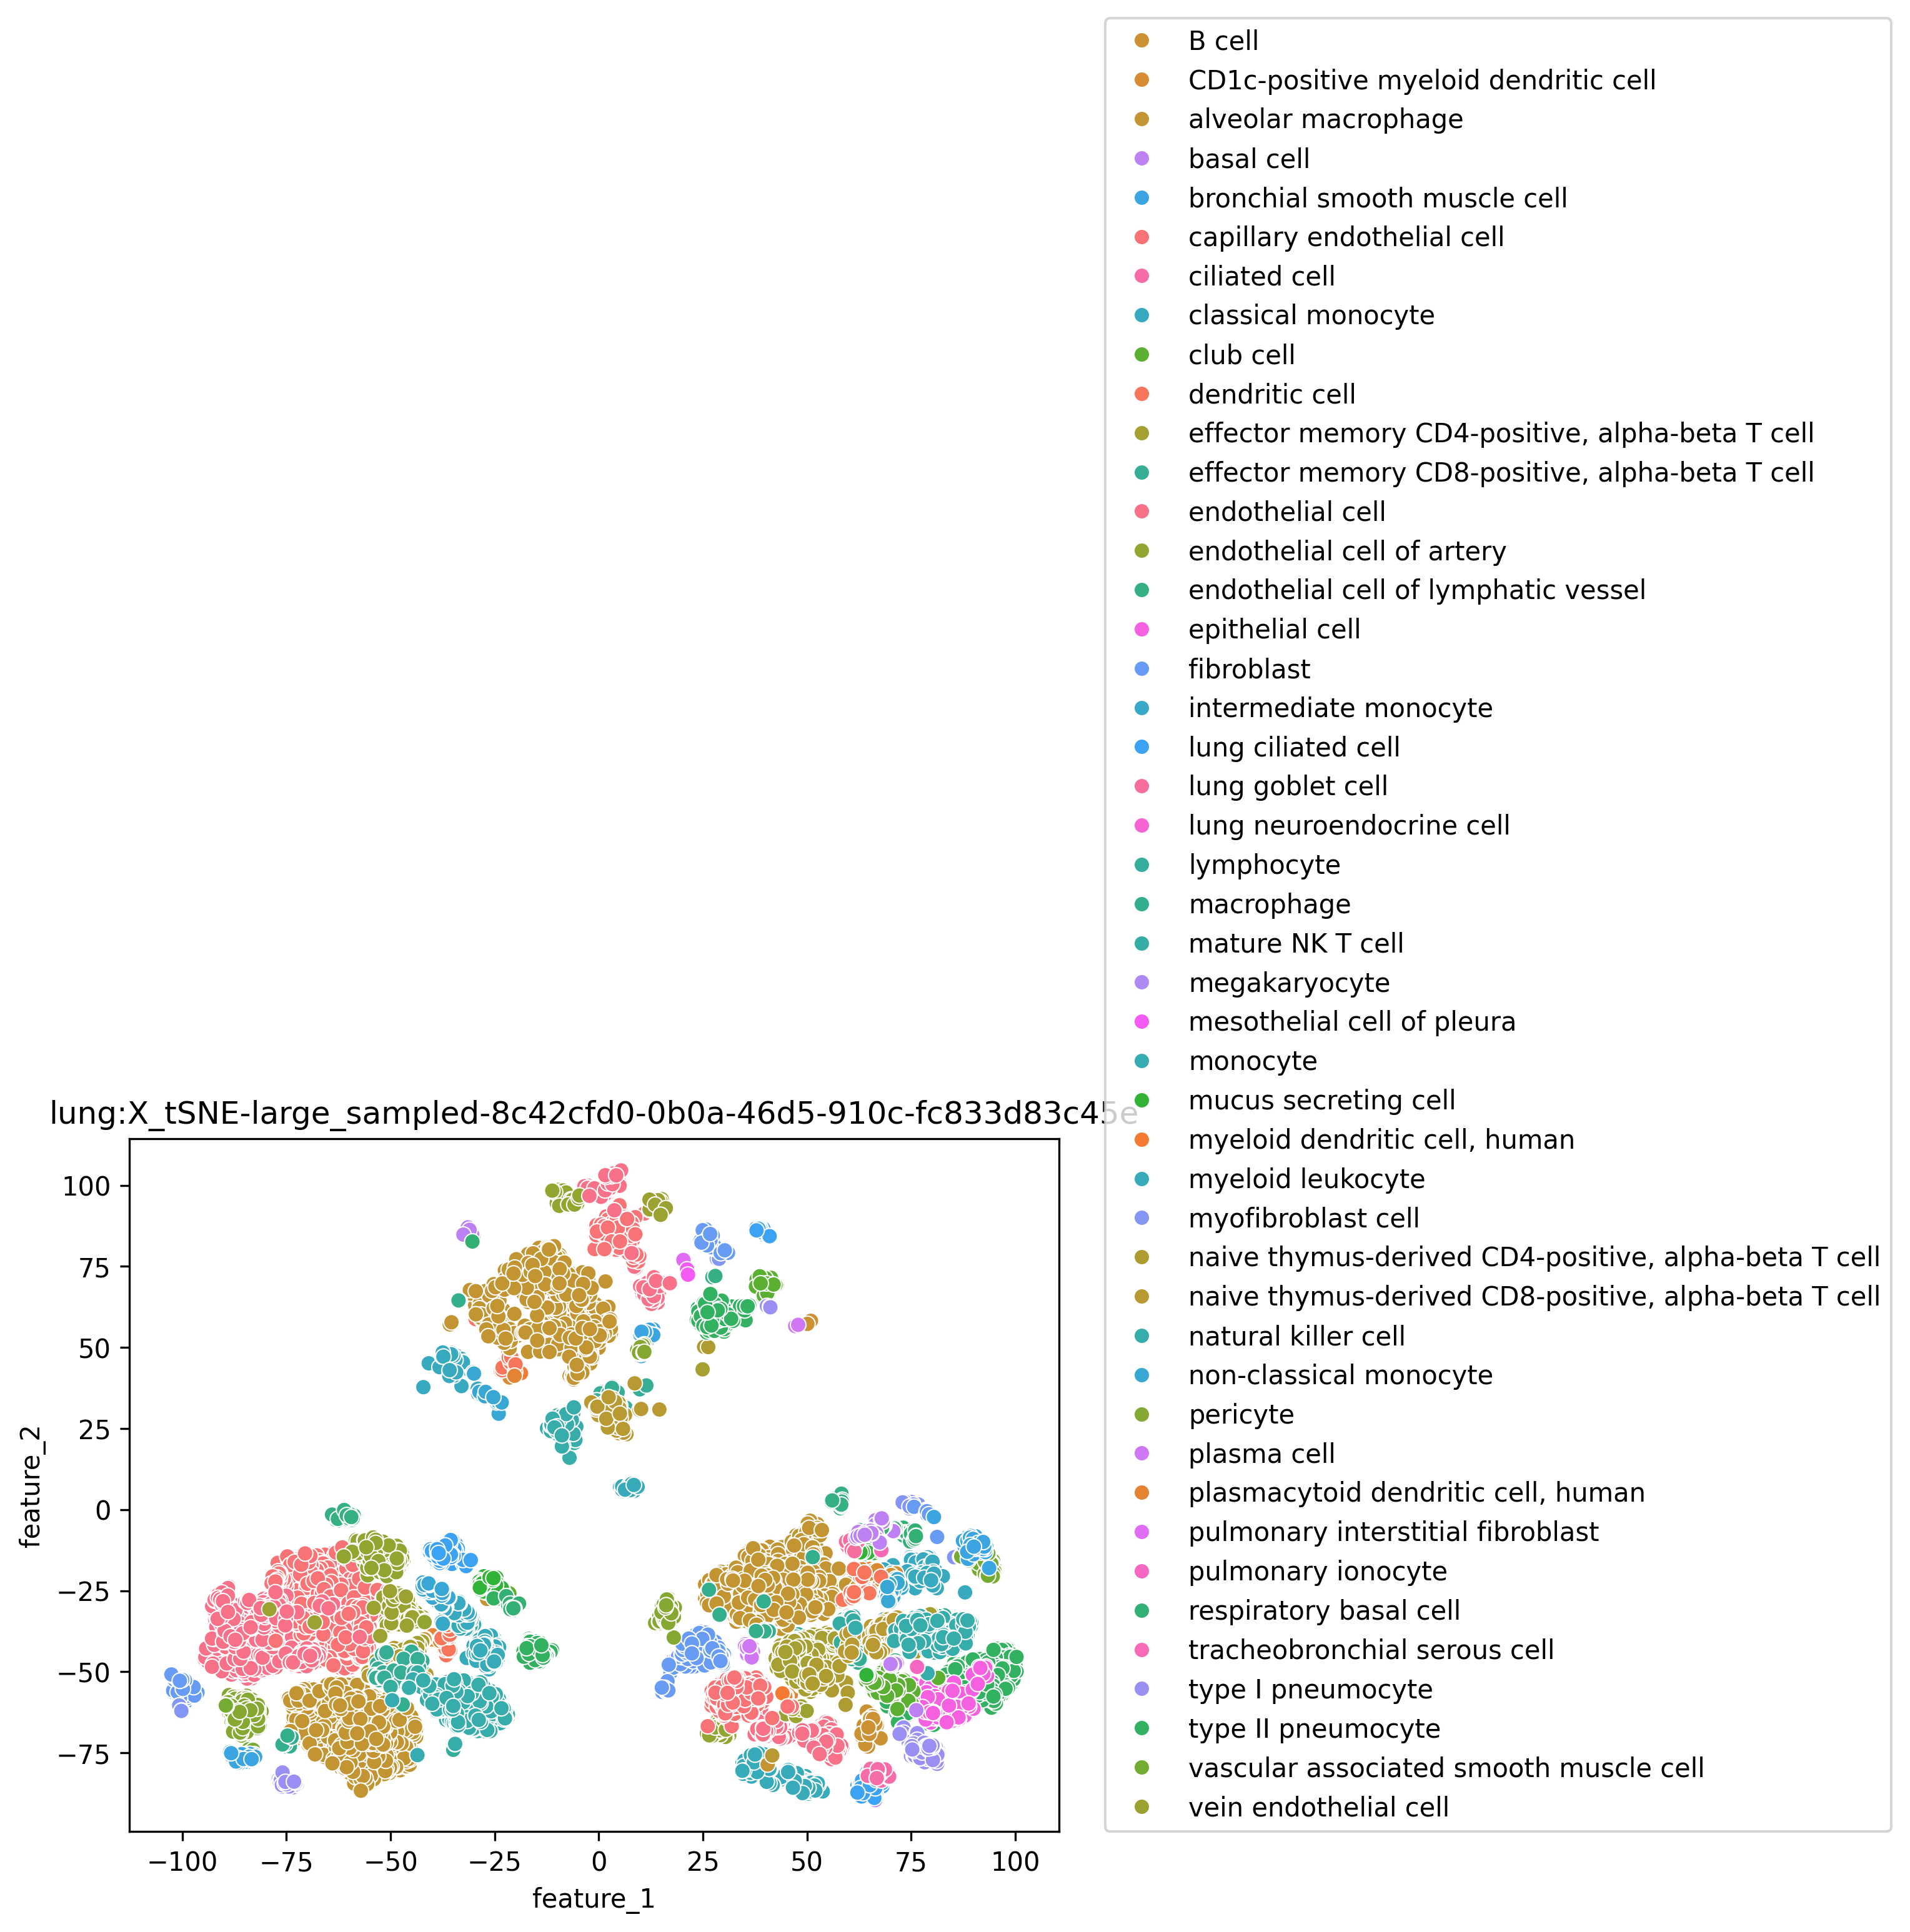 B cell
CD1c-positive myeloid dendritic cell
alveolar macrophage
basal cell
bronchial smooth muscle cell
capillary endothelial cell
ciliated cell
classical monocyte
club cell
dendritic cell
effector memory CD4-positive, alpha-beta T cell
effector memory CD8-positive, alpha-beta T cell
endothelial cell
endothelial cell of artery
endothelial cell of lymphatic vessel
epithelial cell
fibroblast
intermediate monocyte
lung ciliated cell
lung goblet cell
lung neuroendocrine cell
lymphocyte
macrophage
mature NK T cell
megakaryocyte
mesothelial cell of pleura
monocyte
mucus secreting cell
myeloid dendritic cell, human
myeloid leukocyte
myofibroblast cell
naive thymus-derived CD4-positive, alpha-beta T cell
naive thymus-derived CD8-positive, alpha-beta T cell
natural killer cell
non-classical monocyte
pericyte
plasma cell
plasmacytoid dendritic cell, human
pulmonary interstitial fibroblast
pulmonary ionocyte
respiratory basal cell
tracheobronchial serous cell
type I pneumocyte
type II pneumocyte
vascular associated smooth muscle cell
vein endothelial cell
lung:X_tSNE-large_sampled-8c42cfd0-0b0a-46d5-910c-fc833d83c45e
100
75
50
25
0
−25
−50
−75
feature_2
−100 −75 −50 −25 0 25 50 75 100
feature_1